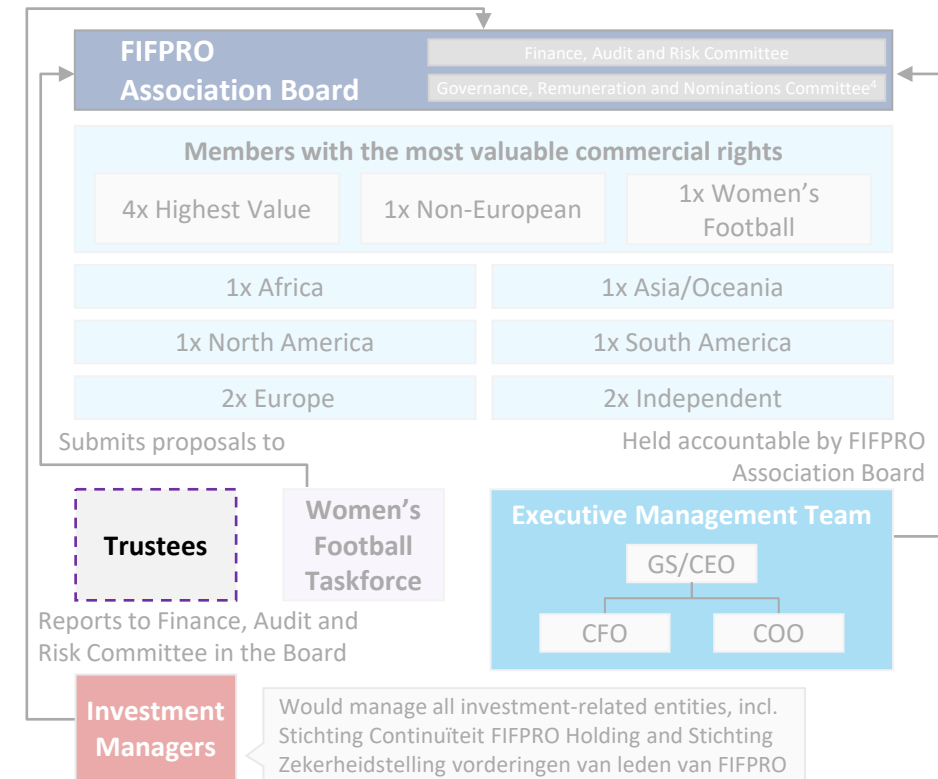 FIFPRO
Association Board
Finance, Audit and Risk Committee
Governance, Remuneration and Nominations Committee⁴
Members with the most valuable commercial rights
4x Highest Value
1x Non-European
1x Women's
Football
1x Africa
1x Asia/Oceania
1x North America
1x South America
2x Europe
2x Independent
Submits proposals to
Held accountable by FIFPRO
Association Board
Trustees
Women's
Football
Taskforce
Executive Management Team
GS/CEO
CFO
COO
Reports to Finance, Audit and
Risk Committee in the Board
Investment
Managers
Would manage all investment-related entities, incl.
Stichting Continuïteit FIFPRO Holding and Stichting
Zekerheidstelling vorderingen van leden van FIFPRO